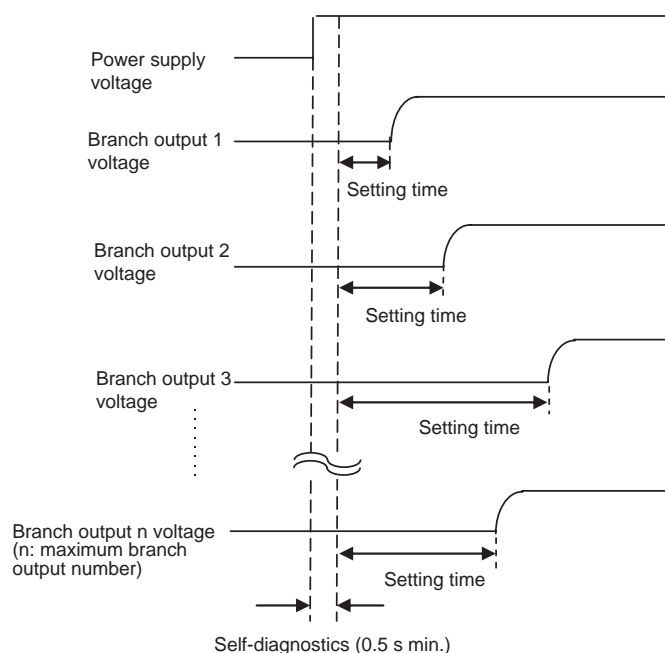 Power supply
voltage
Branch output 1
voltage
Setting time
Branch output 2
voltage
Setting time
Branch output 3
voltage
Setting time
Branch output n voltage
(n: maximum branch
output number)
Setting time
Self-diagnostics (0.5 s min.)